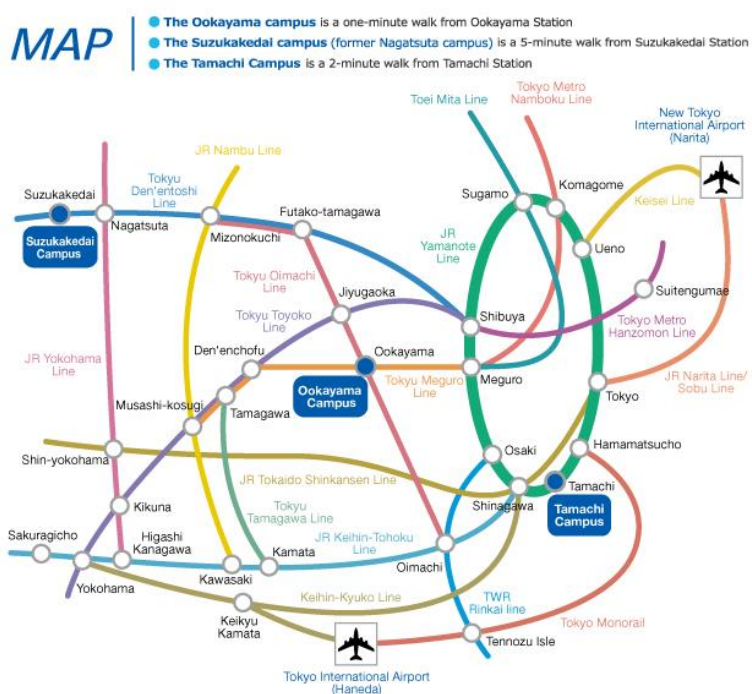 MAP
The Ookayama campus is a one-minute walk from Ookayama Station
The Suzukakedai campus (former Nagatsuta campus) is a 5-minute walk from Suzukakedai Station
The Tamachi Campus is a 2-minute walk from Tamachi Station
Toei Mita Line
Tokyo Metro
Namboku Line
New Tokyo
International Airport
(Narita)
JR Nambu Line
Tokyu
Den'entoshi
Line
Suzukakedai
Nagatsuta
Suzukakedai
Campus
Mizonokuchi
Futako-tamagawa
Sugamo
Komagome
Keisei Line
JR
Yamanote
Line
Ueno
Tokyu Oimachi
Line
Jiyugaoka
Suitengumae
Tokyu Toyoko
Line
Shibuya
Tokyo Metro
Hanzomon Line
Den'enchofu
Ookayama
JR Yokohama
Line
Ookayama
Campus
Tokyu Meguro
Line
Meguro
Tokyo
JR Narita Line/
Sobu Line
Musashi-kosugi
Tamagawa
Shin-yokohama
Osaki
Hamamatsucho
JR Tokaido Shinkansen Line
Shinagawa
Tamachi
Tamachi
Campus
Kikuna
Tokyu
Tamagawa Line
Sakuragicho
Higashi
Kanagawa
Kamata
JR Keihin-Tohoku
Line
Oimachi
Yokohama
Kawasaki
Keihin-Kyuko Line
TWR
Rinkai line
Tokyo Monorail
Keikyu
Kamata
Tennozu Isle
Tokyo International Airport
(Haneda)